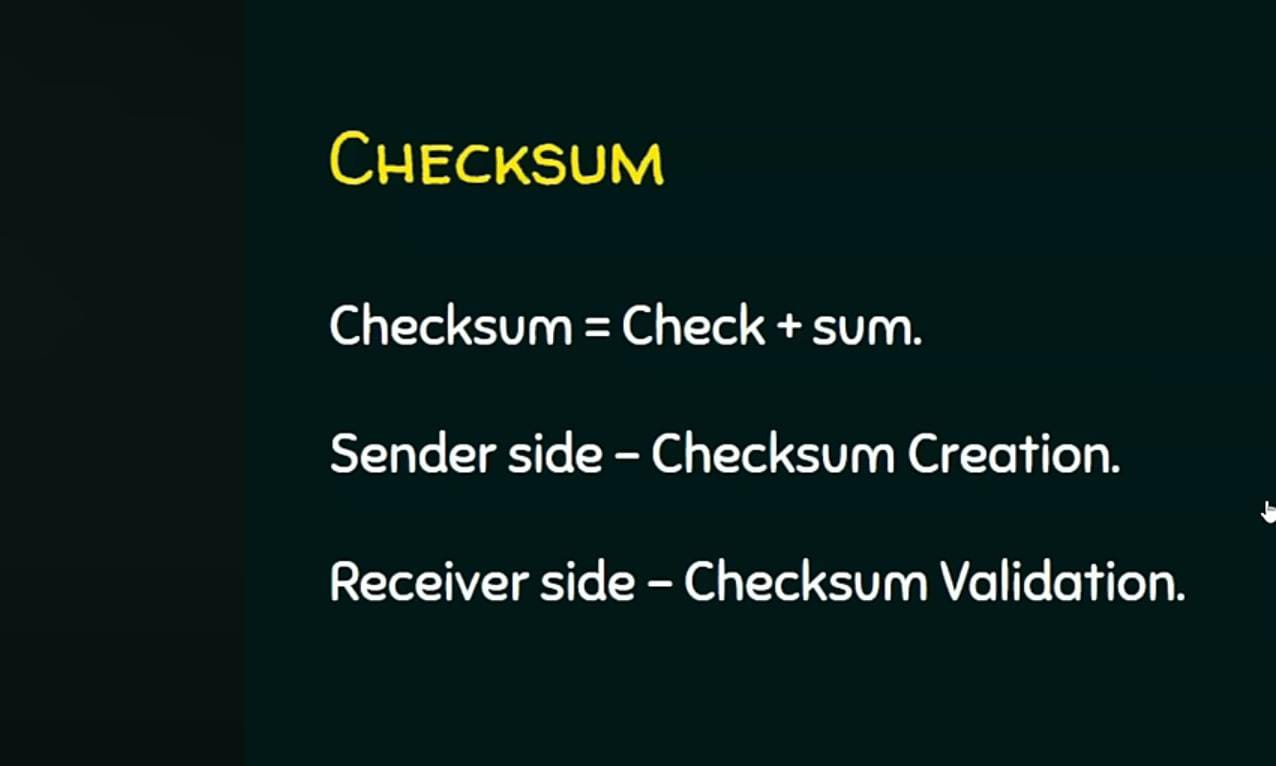 Checksum
Checksum = Check + sum.
Sender side – Checksum Creation.
Receiver side – Checksum Validation.